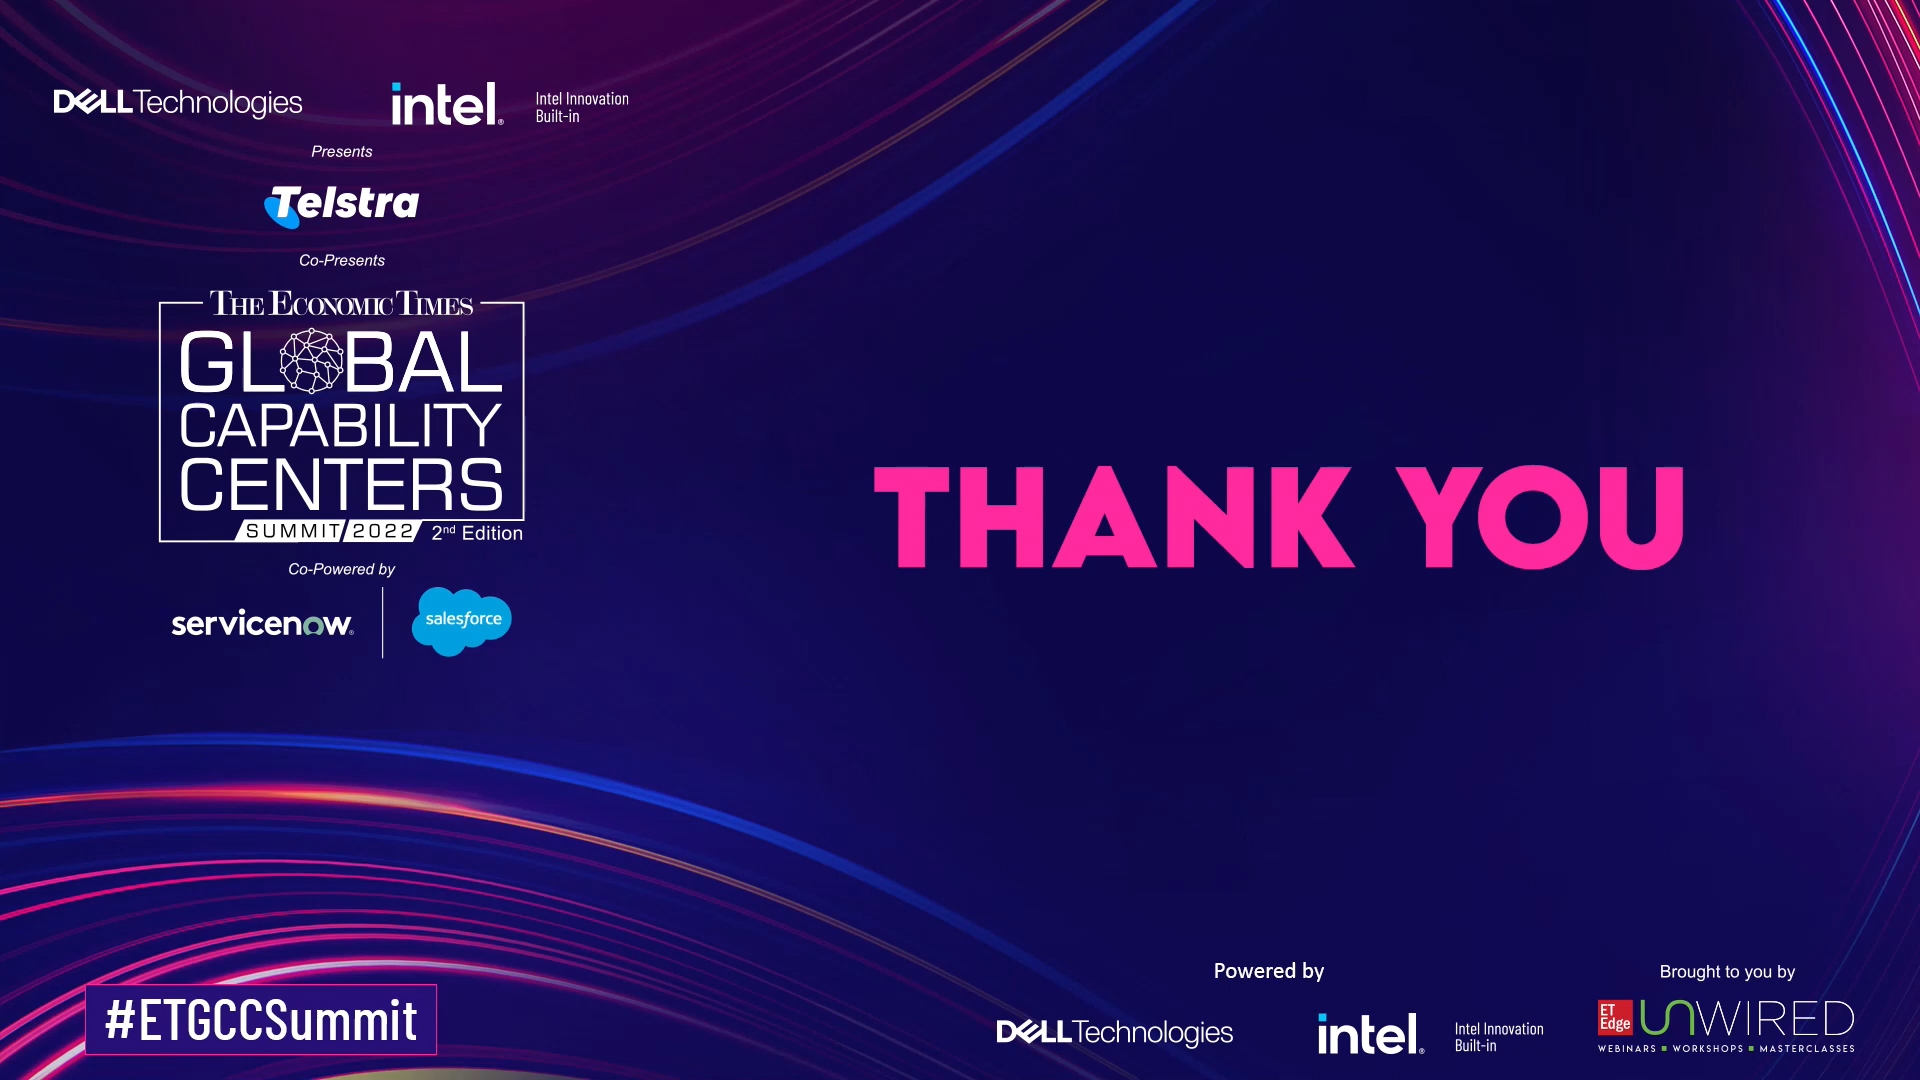 DELLTechnologies
intel.
Intel Innovation
Built-in
Presents
Telstra
Co-Presents
THE ECONOMIC TIMES
GLOBAL
CAPABILITY
CENTERS
SUMMIT 2022 2nd Edition
Co-Powered by
servicenow
salesforce
THANK YOU
#ETGCCSummit
Powered by
DELLTechnologies
intel.
Intel Innovation
Built-in
Brought to you by
ET
Edge
UNWIRED
WEBINARS ▪ WORKSHOPS ▪ MASTERCLASSES